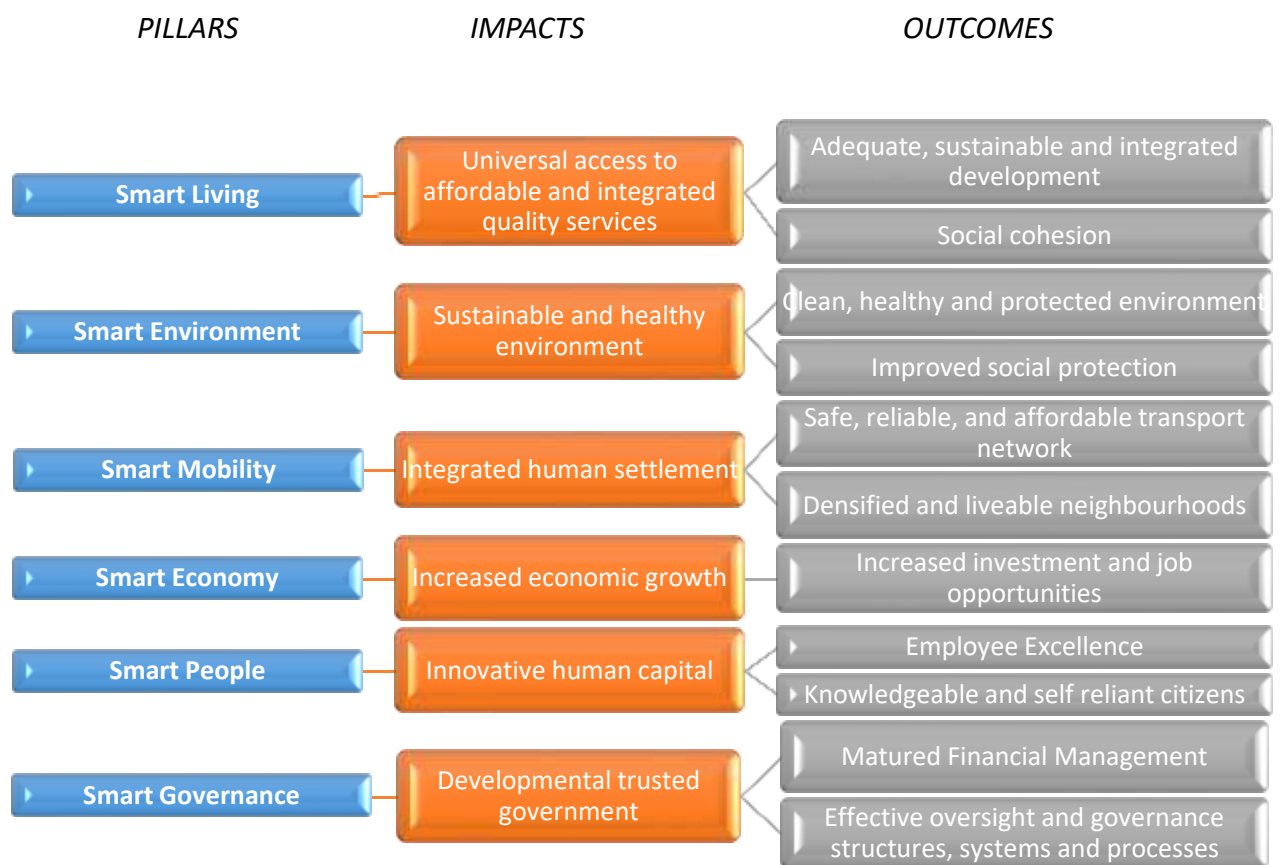 PILLARS
IMPACTS
OUTCOMES
Smart Living
Universal access to
affordable and integrated
quality services
Adequate, sustainable and integrated
development
Social cohesion
Smart Environment
Sustainable and healthy
environment
Clean, healthy and protected environment
Improved social protection
Smart Mobility
Integrated human settlement
Safe, reliable, and affordable transport
network
Densified and liveable neighbourhoods
Smart Economy
Increased economic growth
Increased investment and job
opportunities
Smart People
Innovative human capital
Employee Excellence
Knowledgeable and self reliant citizens
Smart Governance
Developmental trusted
government
Matured Financial Management
Effective oversight and governance
structures, systems and processes